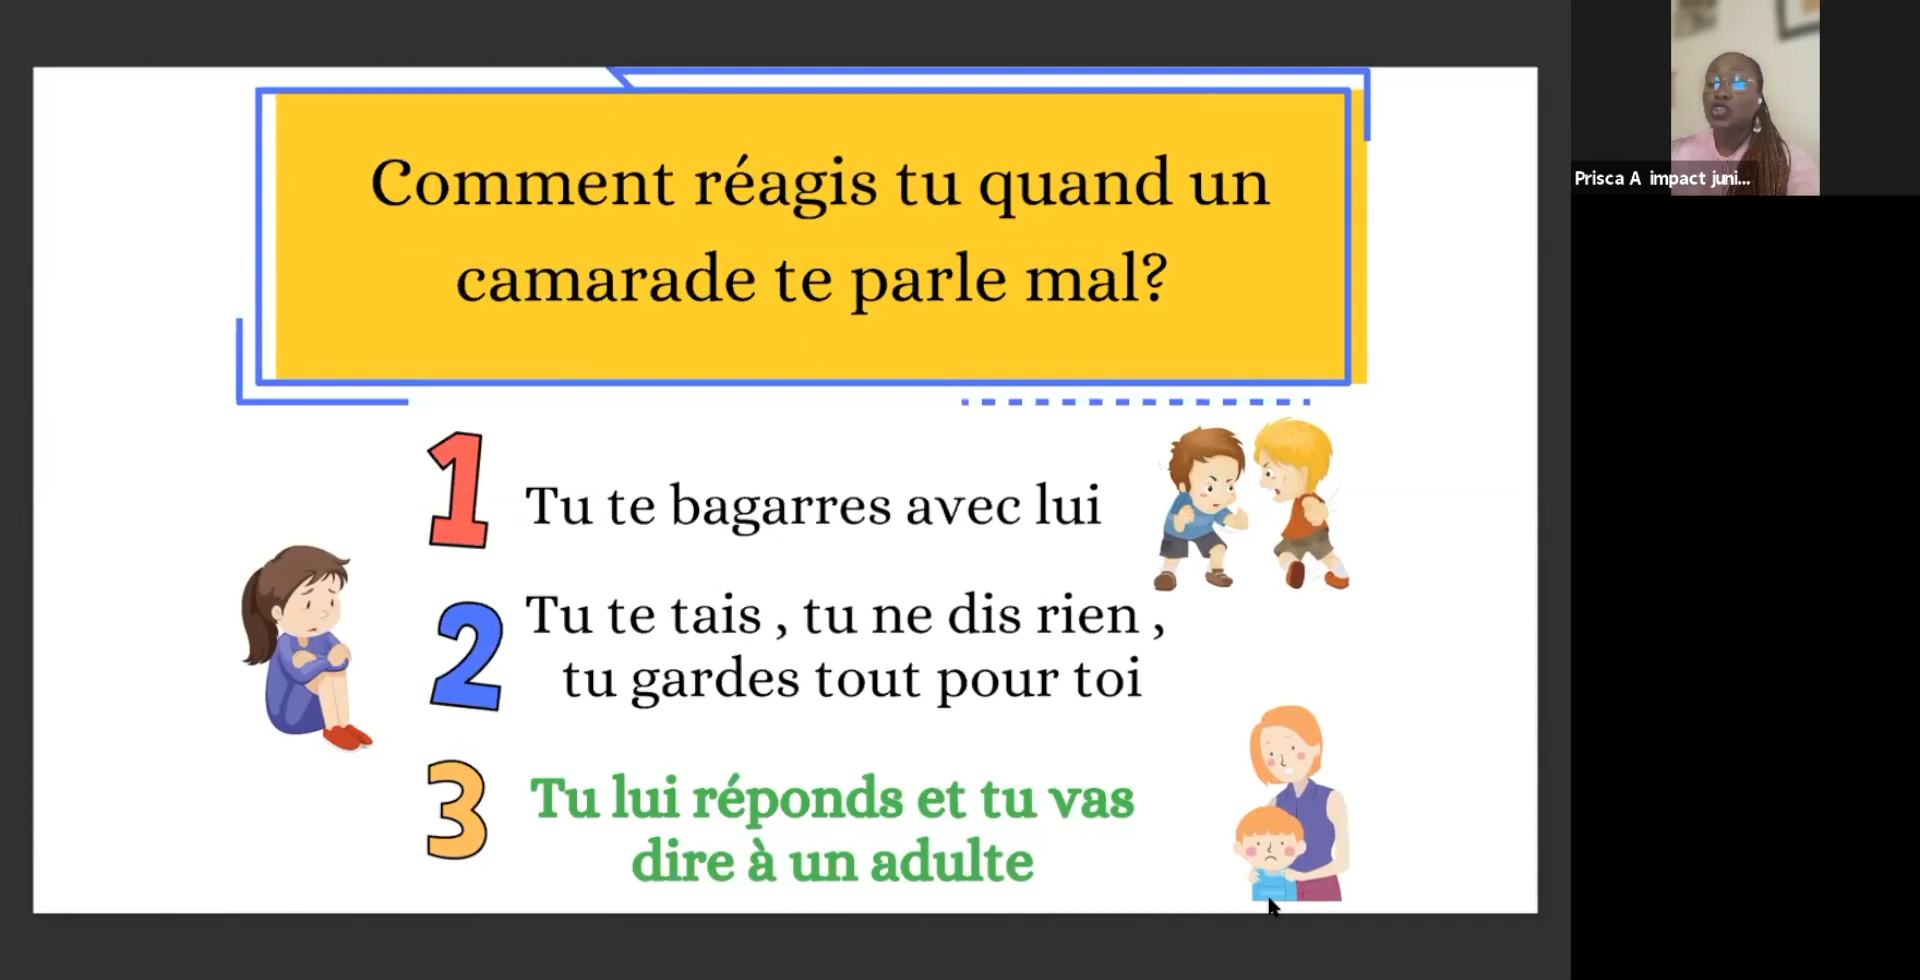 Comment réagis tu quand un
camarade te parle mal?
1
Tu te bagarres avec lui
2
Tu te tais , tu ne dis rien ,
tu gardes tout pour toi
3
Tu lui réponds et tu vas
dire à un adulte
Prisca A impact juni...